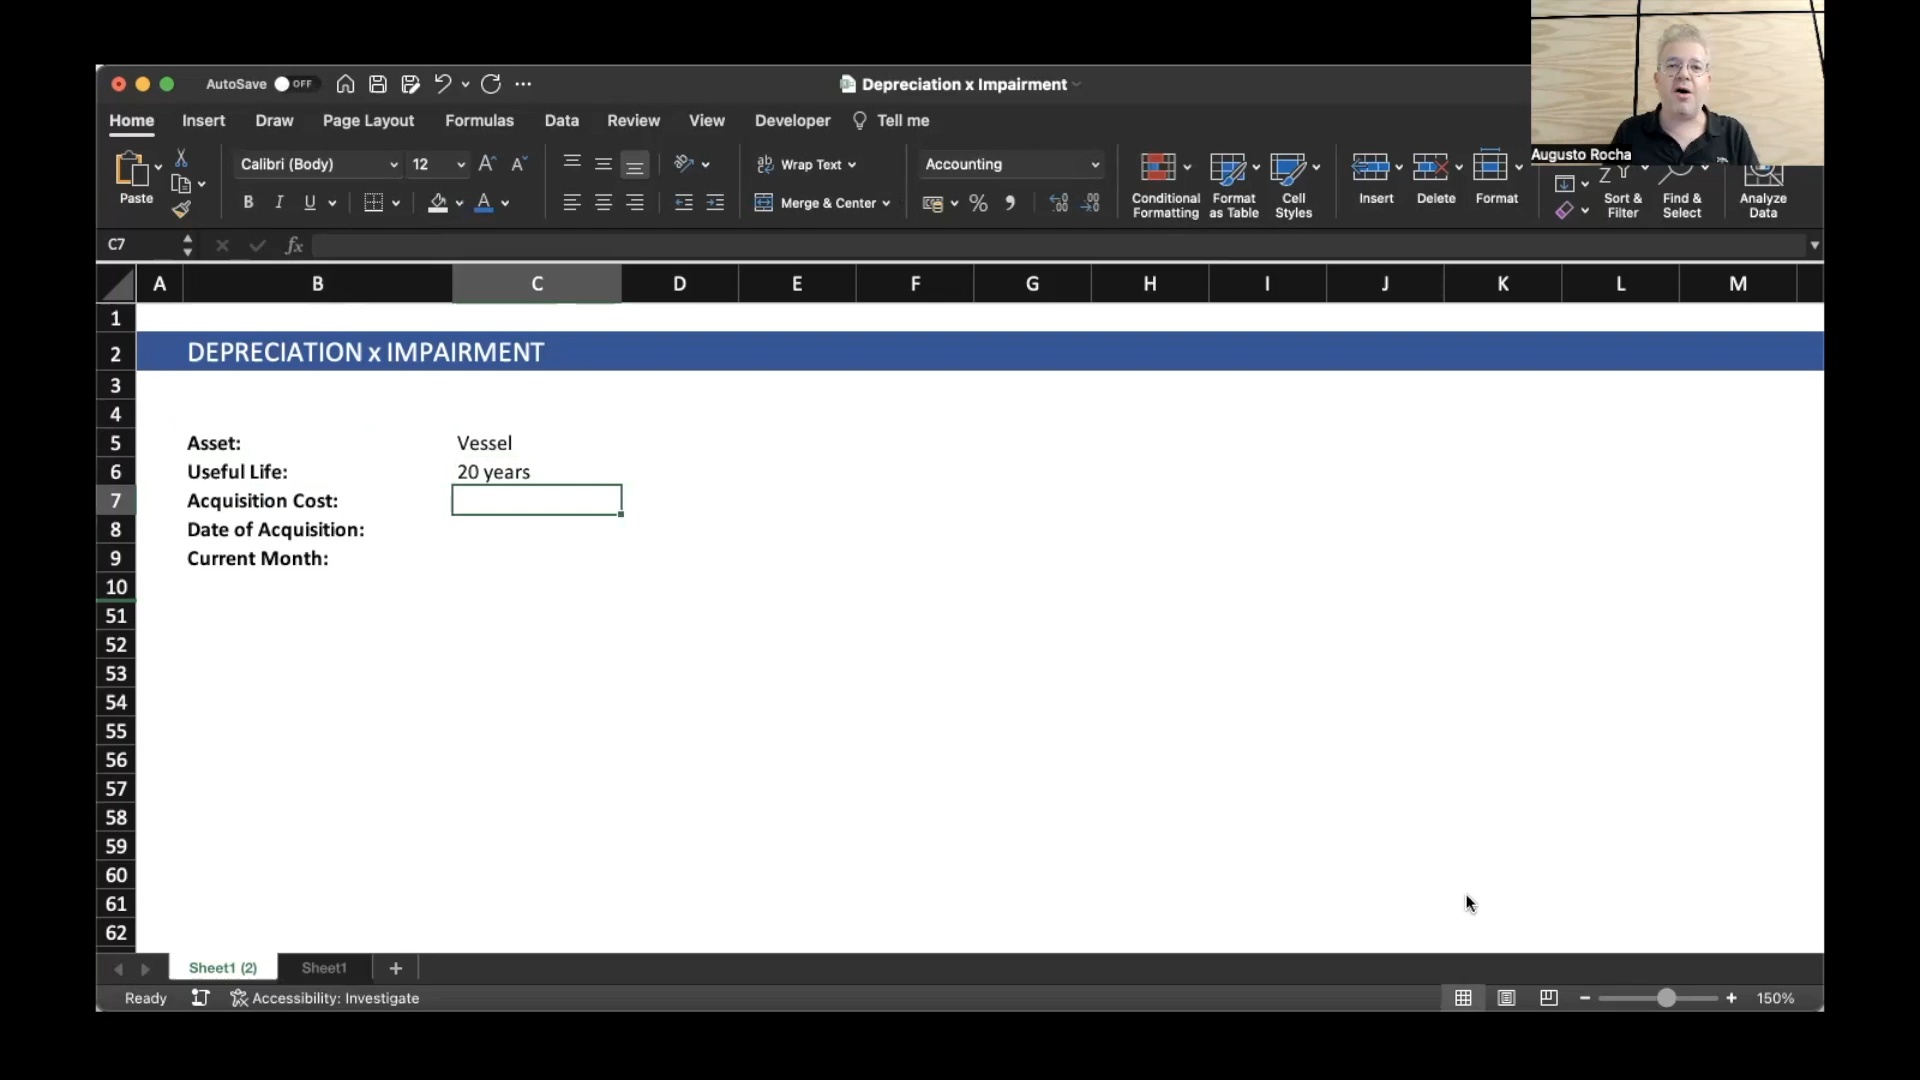 AutoSave OFF
Depreciation x Impairment
Augusto Rocha
Home Insert Draw Page Layout Formulas Data Review View Developer Tell me
Paste
Calibri (Body) 12
B I U A
Wrap Text
Merge & Center
Accounting
Conditional Formatting
Format as Table
Cell Styles
Insert
Delete
Format
Sort & Filter
Find & Select
Analyze Data
C7 fx
A B C D E F G H I J K L M
1
2 DEPRECIATION x IMPAIRMENT
3
4
5 Asset: Vessel
6 Useful Life: 20 years
7 Acquisition Cost:
8 Date of Acquisition:
9 Current Month:
10
51
52
53
54
55
56
57
58
59
60
61
62
Sheet1 (2) Sheet1 +
Ready Accessibility: Investigate 150%